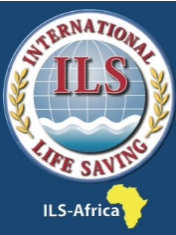 INTERNATIONAL
ILS
LIFE SAVING
ILS-Africa